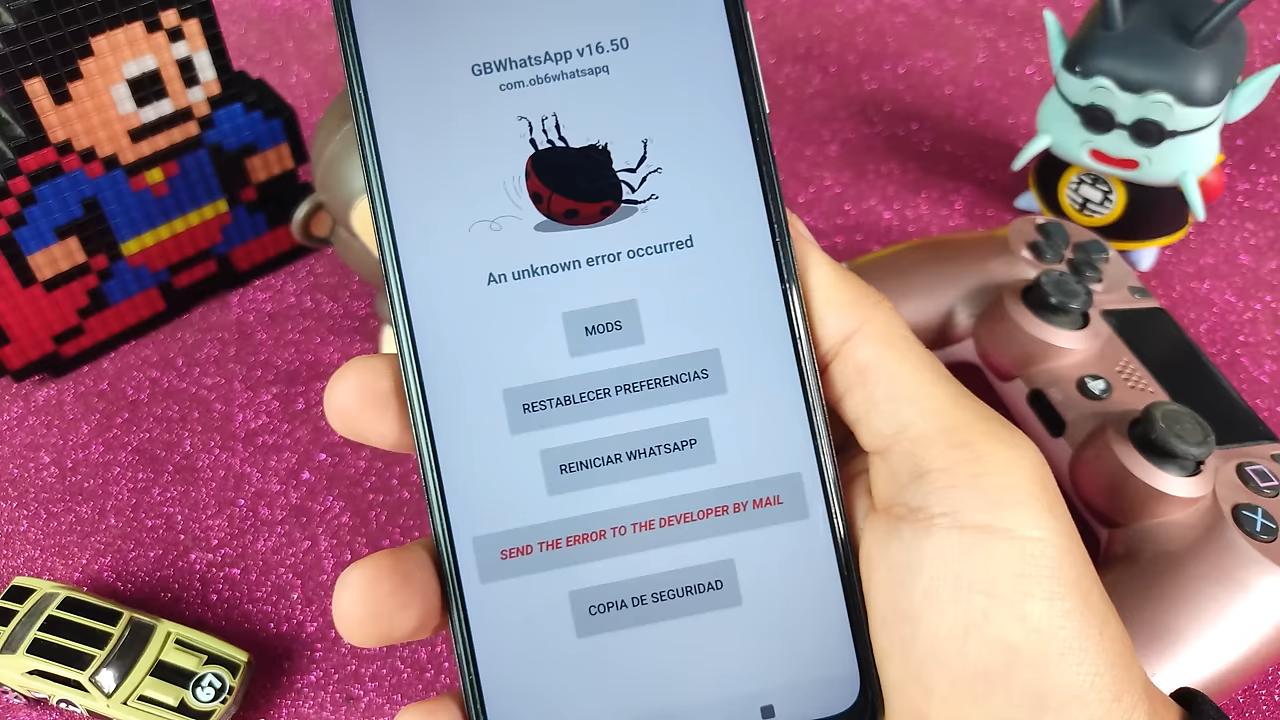 GBWhatsApp v16.50
com.ob6whatsapq
An unknown error occurred
MODS
RESTABLECER PREFERENCIAS
REINICIAR WHATSAPP
SEND THE ERROR TO THE DEVELOPER BY MAIL
COPIA DE SEGURIDAD
67